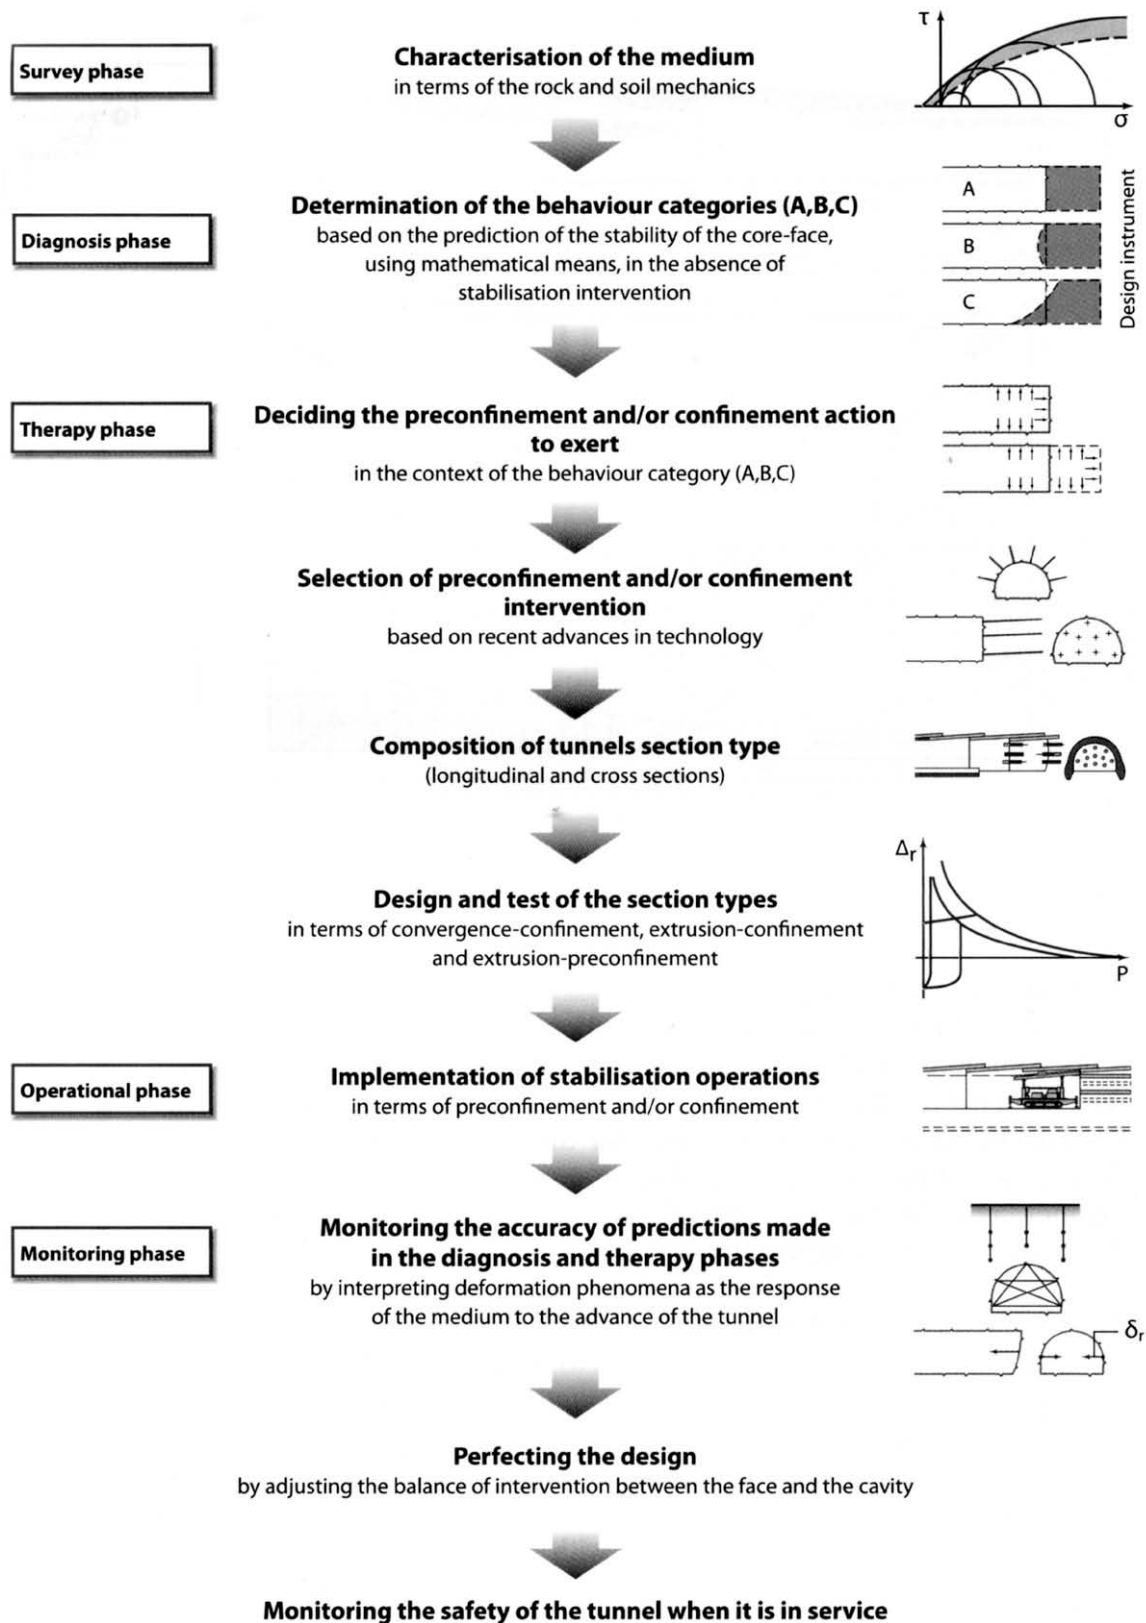 Survey phase
Characterisation of the medium
in terms of the rock and soil mechanics
τ
σ
Diagnosis phase
Determination of the behaviour categories (A,B,C)
based on the prediction of the stability of the core-face,
using mathematical means, in the absence of
stabilisation intervention
A
B
C
Design instrument
Therapy phase
Deciding the preconfinement and/or confinement action
to exert
in the context of the behaviour category (A,B,C)
Selection of preconfinement and/or confinement
intervention
based on recent advances in technology
Composition of tunnels section type
(longitudinal and cross sections)
Design and test of the section types
in terms of convergence-confinement, extrusion-confinement
and extrusion-preconfinement
Δr
P
Operational phase
Implementation of stabilisation operations
in terms of preconfinement and/or confinement
Monitoring phase
Monitoring the accuracy of predictions made
in the diagnosis and therapy phases
by interpreting deformation phenomena as the response
of the medium to the advance of the tunnel
δr
Perfecting the design
by adjusting the balance of intervention between the face and the cavity
Monitoring the safety of the tunnel when it is in service